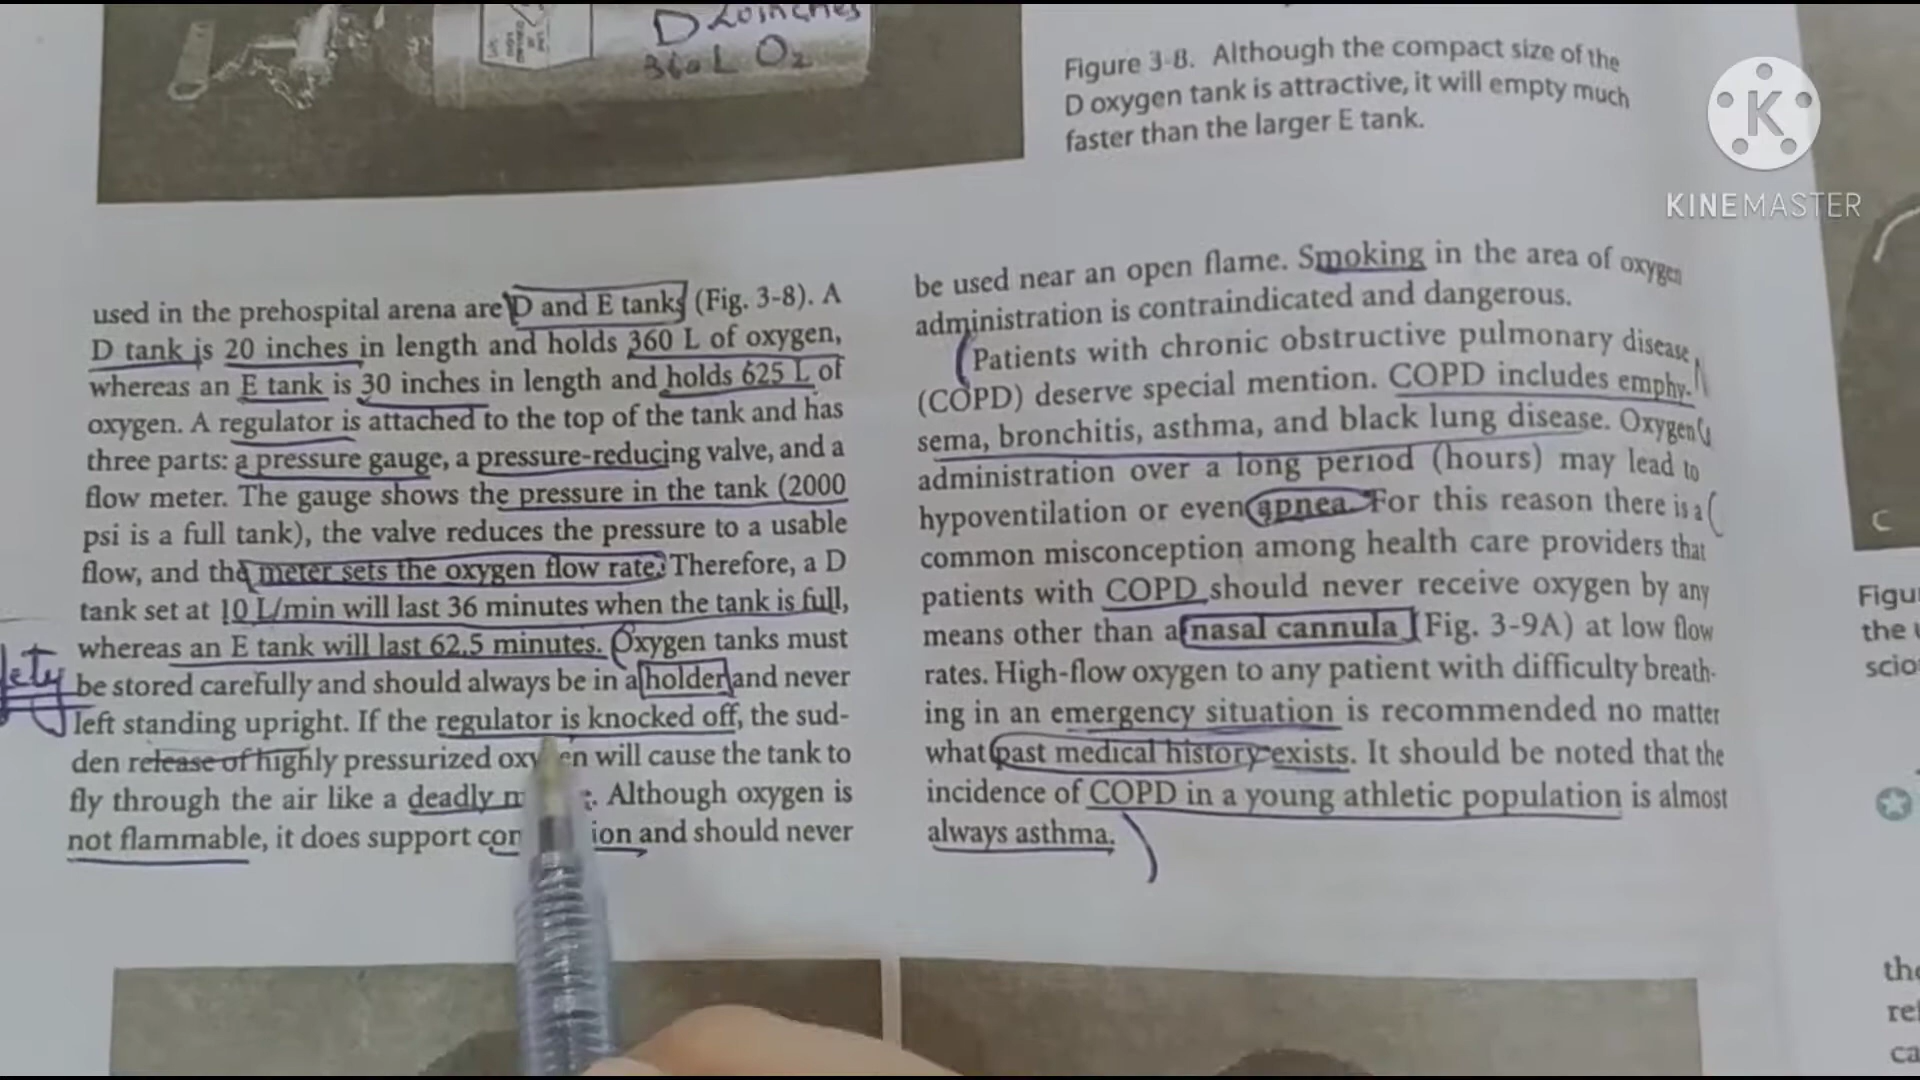 D 20inches
360L O2
Figure 3-8. Although the compact size of the
D oxygen tank is attractive, it will empty much
faster than the larger E tank.
K
KINEMASTER
used in the prehospital arena are D and E tanks (Fig. 3-8). A
D tank is 20 inches in length and holds 360 L of oxygen,
whereas an E tank is 30 inches in length and holds 625 L of
oxygen. A regulator is attached to the top of the tank and has
three parts: a pressure gauge, a pressure-reducing valve, and a
flow meter. The gauge shows the pressure in the tank (2000
psi is a full tank), the valve reduces the pressure to a usable
flow, and the meter sets the oxygen flow rate. Therefore, a D
tank set at 10 L/min will last 36 minutes when the tank is full,
whereas an E tank will last 62.5 minutes. Oxygen tanks must
be stored carefully and should always be in a holder and never
left standing upright. If the regulator is knocked off, the sud-
den release of highly pressurized oxygen will cause the tank to
fly through the air like a deadly Although oxygen is
not flammable, it does support and should never
be used near an open flame. Smoking in the area of oxygen
administration is contraindicated and dangerous.
Patients with chronic obstructive pulmonary disease
(COPD) deserve special mention. COPD includes emphy-
sema, bronchitis, asthma, and black lung disease. Oxygen
administration over a long period (hours) may lead to
hypoventilation or even apnea. For this reason there is a
common misconception among health care providers that
patients with COPD should never receive oxygen by any
means other than a nasal cannula (Fig. 3-9A) at low flow
rates. High-flow oxygen to any patient with difficulty breath-
ing in an emergency situation is recommended no matter
what past medical history exists. It should be noted that the
incidence of COPD in a young athletic population is almost
always asthma.
C